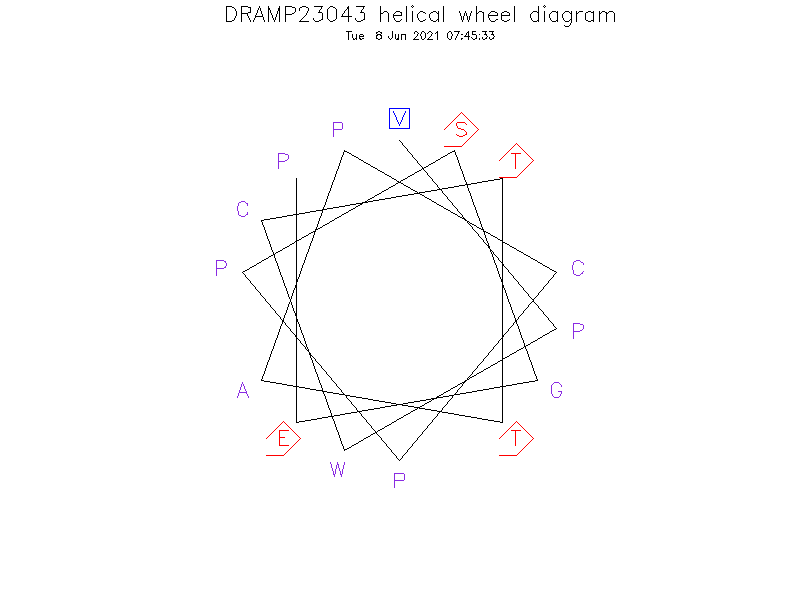 DRAMP23043 helical wheel diagram
Tue 8 Jun 2021 07:45:33
V
P S
P T
C
P C
P
A G
E T
W
P